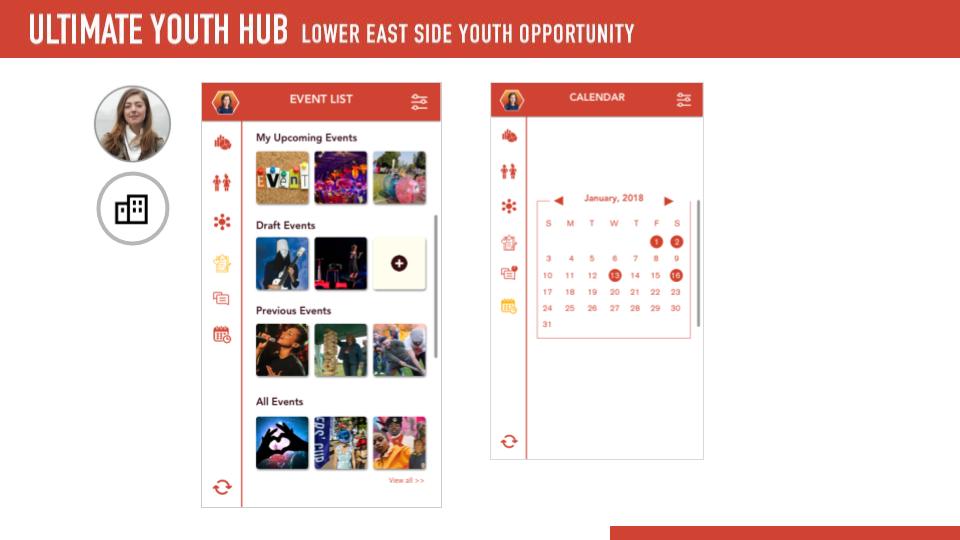 ULTIMATE YOUTH HUB LOWER EAST SIDE YOUTH OPPORTUNITY
EVENT LIST
My Upcoming Events
EVENT
Draft Events
Previous Events
All Events
View all >>
CALENDAR
January, 2018
S M T W T F S
1 2
3 4 5 6 7 8 9
10 11 12 13 14 15 16
17 18 19 20 21 22 23
24 25 26 27 28 29 30
31